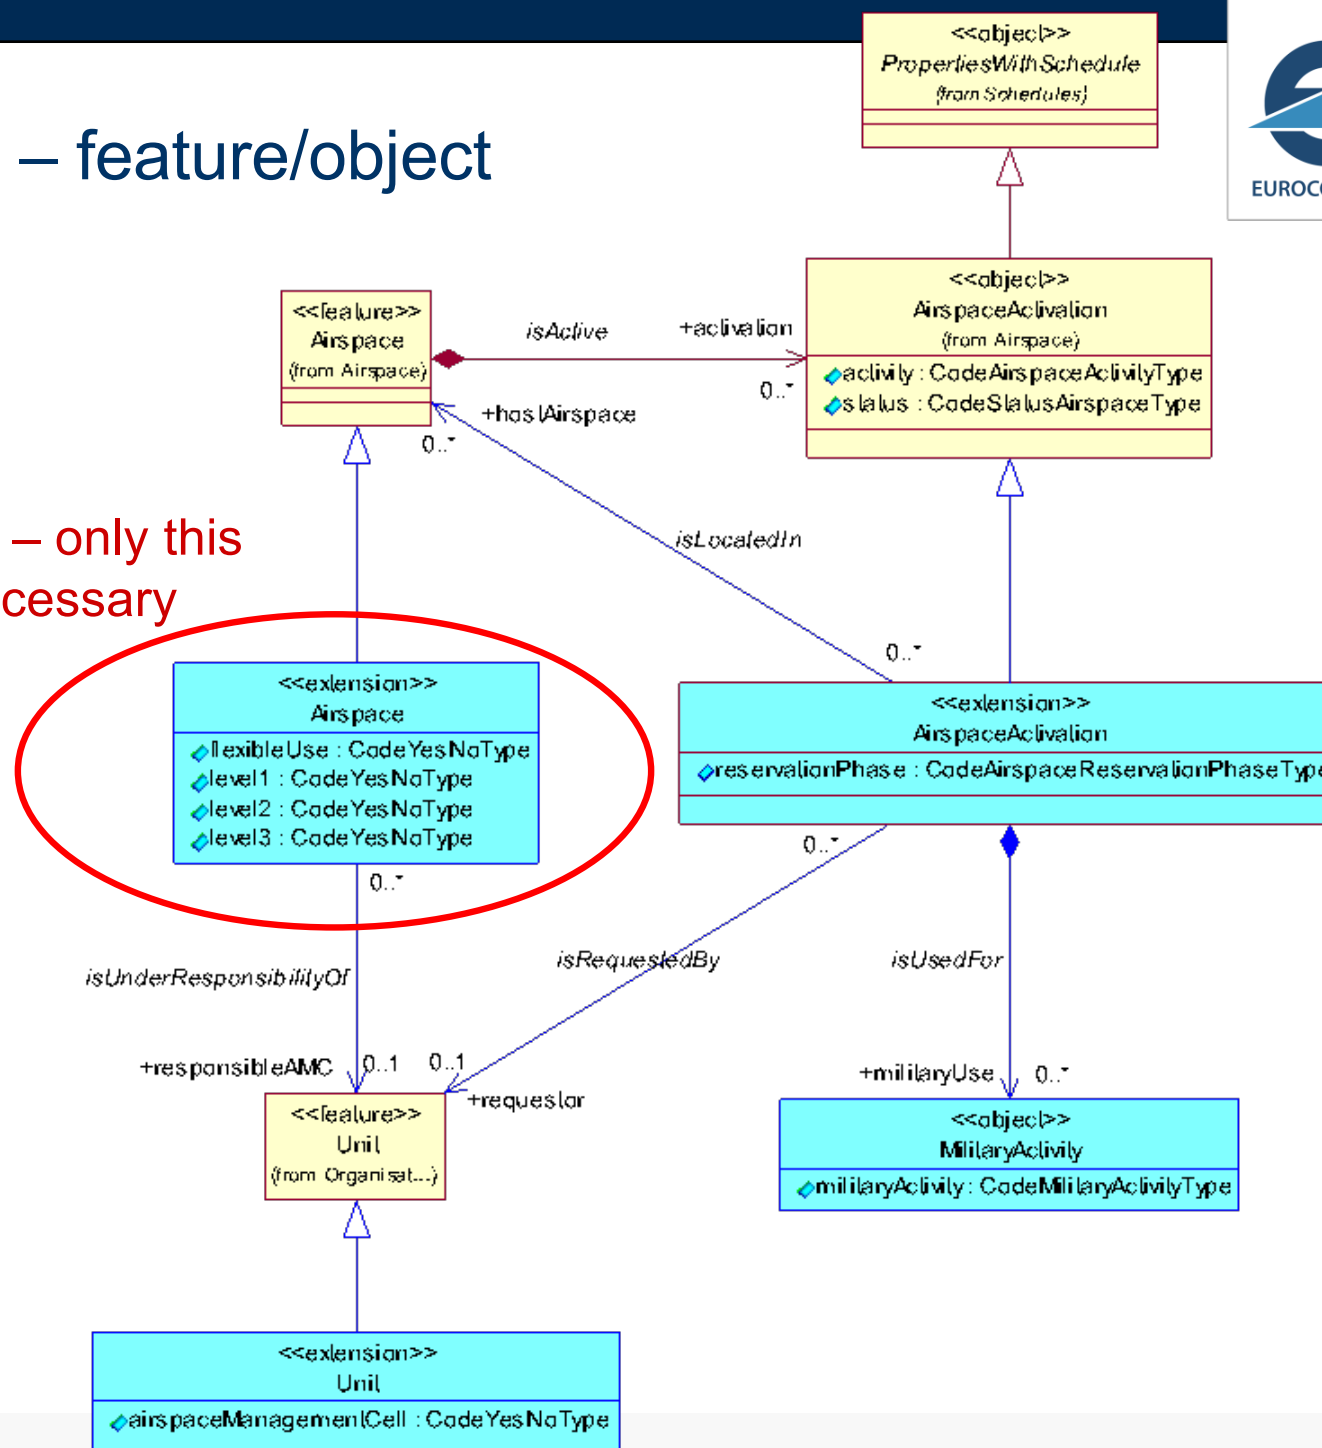 <<object>>
PropertiesWithSchedule
(from Schedules)
– feature/object
EUROCO
<<feature>>
Airspace
(from Airspace)
isActive
+activation
0..*
<<object>>
AirspaceActivation
(from Airspace)
activity : CodeAirspaceActivityType
status : CodeStatusAirspaceType
+hostAirspace
0..*
isLocatedIn
0..*
– only this
cessary
<<extension>>
Airspace
flexibleUse : CodeYesNoType
level1 : CodeYesNoType
level2 : CodeYesNoType
level3 : CodeYesNoType
0..*
<<extension>>
AirspaceActivation
reservationPhase : CodeAirspaceReservationPhaseType
0..*
isUnderResponsibilityOf
isRequestedBy
isUsedFor
+responsibleAMC
0..1
0..1
+requestor
+militaryUse
0..*
<<feature>>
Unit
(from Organisat...)
<<object>>
MilitaryActivity
militaryActivity : CodeMilitaryActivityType
<<extension>>
Unit
airspaceManagementCell : CodeYesNoType